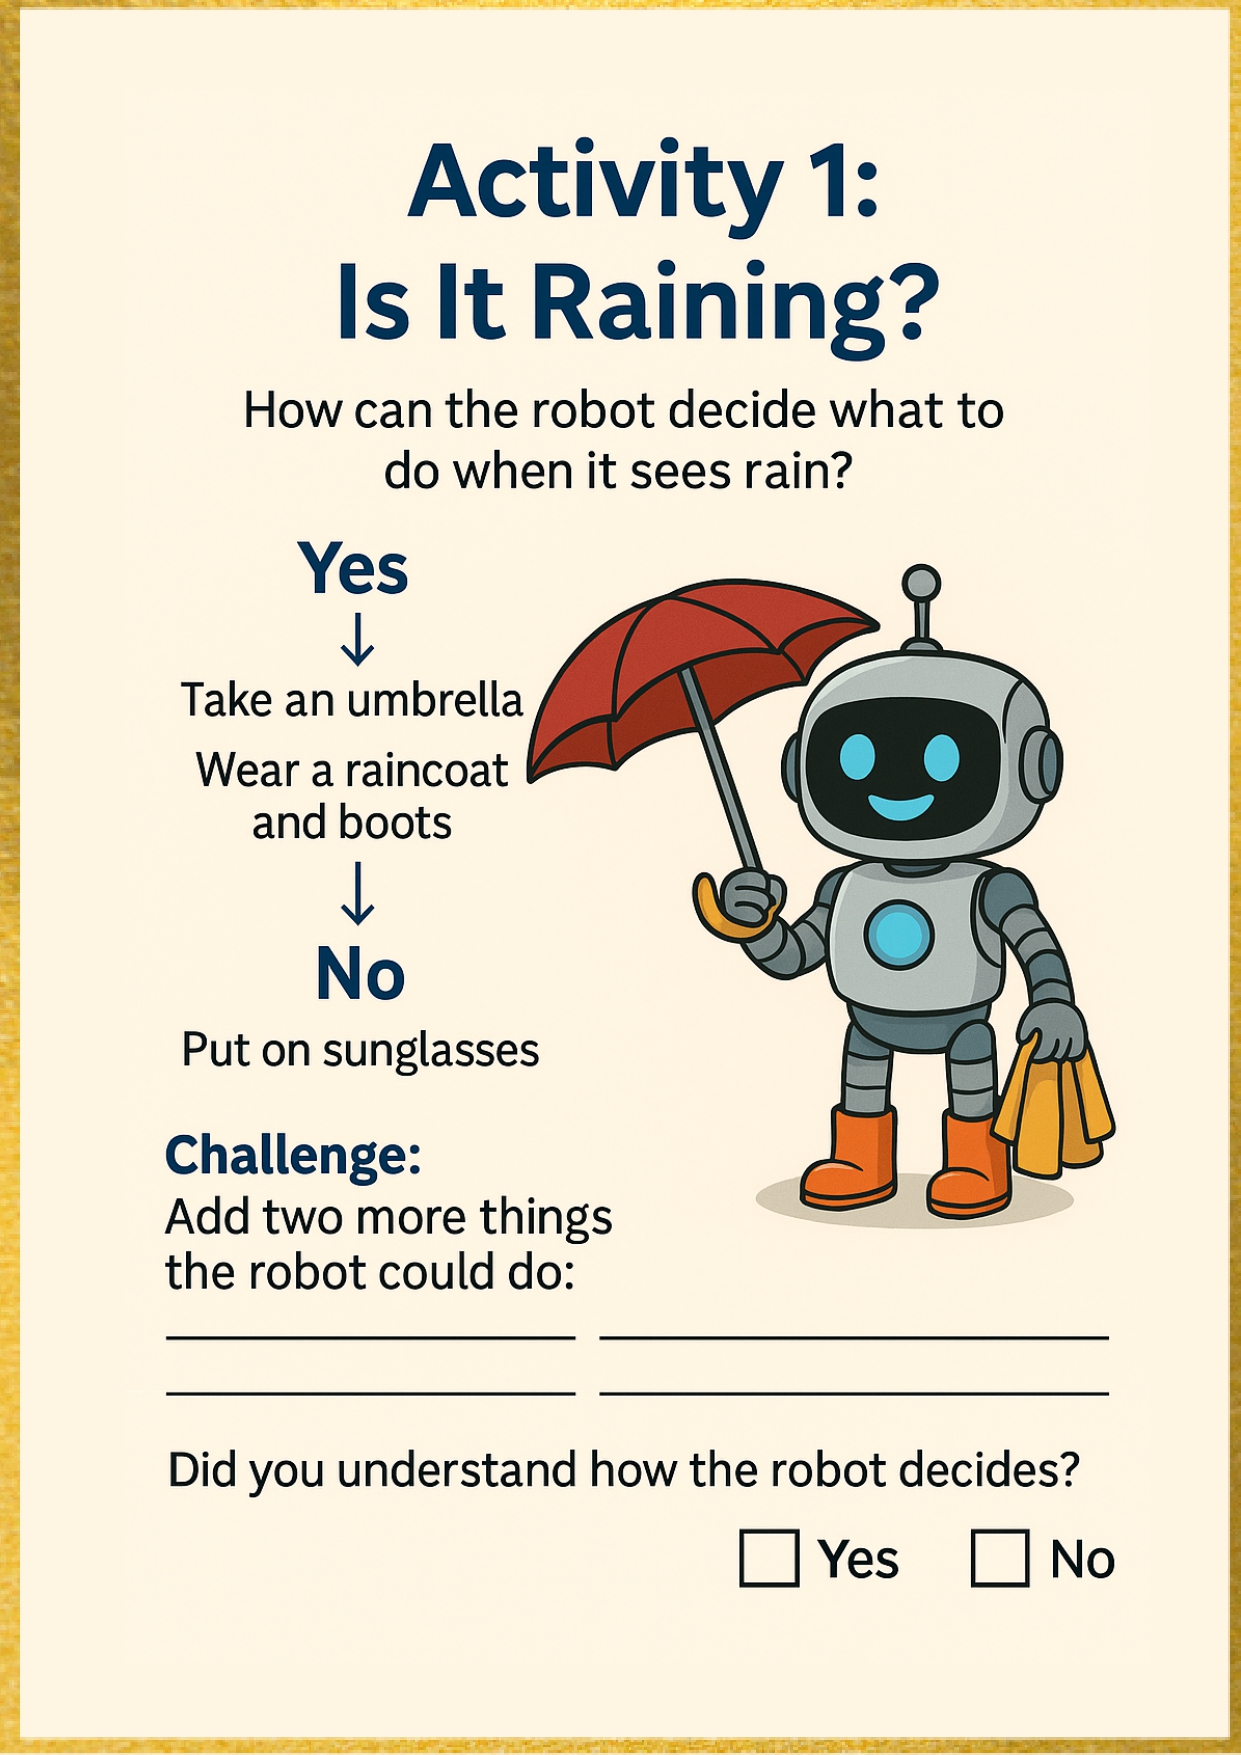 Activity 1:
Is It Raining?
How can the robot decide what to
do when it sees rain?
Yes
↓
Take an umbrella
Wear a raincoat
and boots
↓
No
Put on sunglasses
Challenge:
Add two more things
the robot could do:
Did you understand how the robot decides?
Yes No